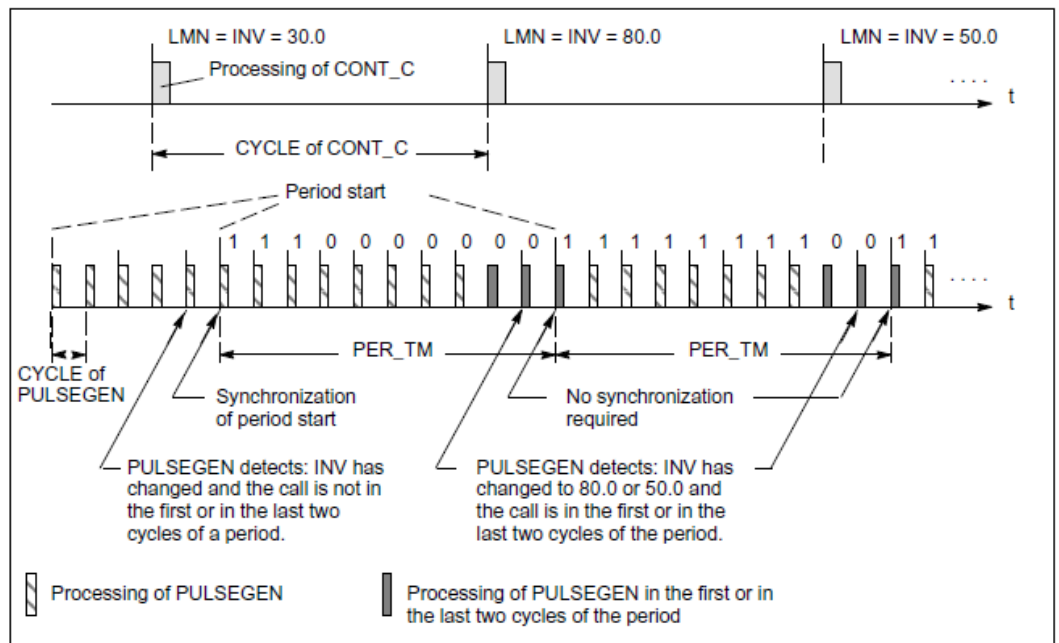 LMN = INV = 30.0 LMN = INV = 80.0 LMN = INV = 50.0
Processing of CONT_C
. . . .
t
CYCLE of CONT_C
Period start
1 1 1 0 0 0 0 0 0 0 1 1 1 1 1 1 1 1 0 0 1 1
. . . .
t
PER_TM PER_TM
CYCLE of
PULSEGEN
Synchronization
of period start
No synchronization
required
PULSEGEN detects: INV has
changed and the call is not in
the first or in the last two
cycles of a period.
PULSEGEN detects: INV has
changed to 80.0 or 50.0 and
the call is in the first or in the
last two cycles of the period.
Processing of PULSEGEN
Processing of PULSEGEN in the first or in
the last two cycles of the period